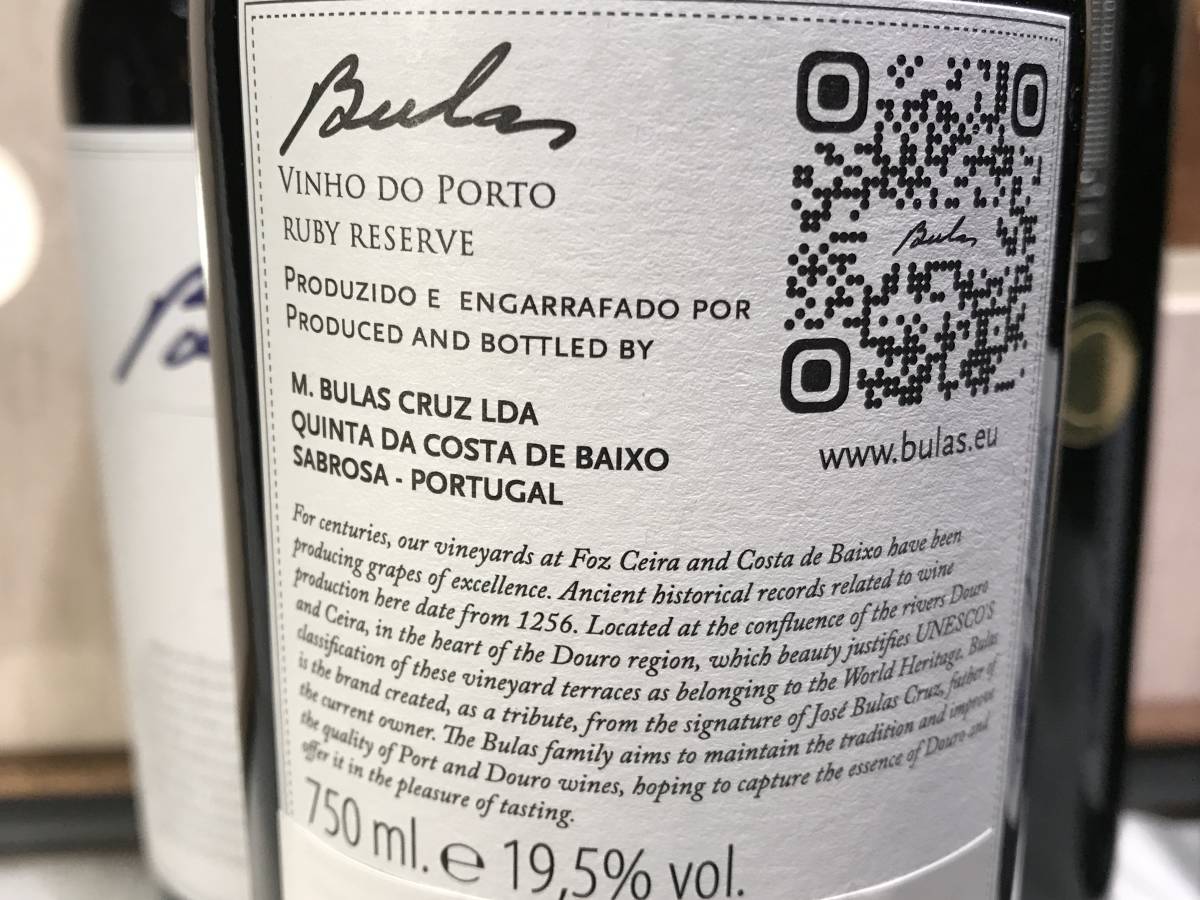 Bulas
VINHO DO PORTO
RUBY RESERVE
PRODUZIDO E ENGARRAFADO POR
PRODUCED AND BOTTLED BY
M. BULAS CRUZ LDA
QUINTA DA COSTA DE BAIXO
SABROSA - PORTUGAL
Bulas
www.bulas.eu
For centuries, our vineyards at Foz Ceira and Costa de Baixo have been
producing grapes of excellence. Ancient historical records related to wine
production here date from 1256. Located at the confluence of the rivers Douro
and Ceira, in the heart of the Douro region, which beauty justifies UNESCO'S
classification of these vineyard terraces as belonging to the World Heritage. Bulas
is the brand created, as a tribute, from the signature of José Bulas Cruz, father of
the current owner. The Bulas family aims to maintain the tradition and improve
the quality of Port and Douro wines, hoping to capture the essence of Douro and
offer it in the pleasure of tasting.
750 ml. e 19,5% vol.